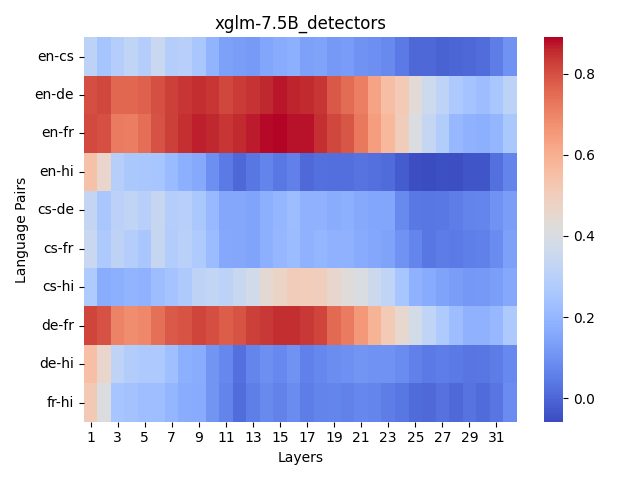 xglm-7.5B_detectors
en-cs
en-de
en-fr
en-hi
cs-de
cs-fr
cs-hi
de-fr
de-hi
fr-hi
Language Pairs
1 3 5 7 9 11 13 15 17 19 21 23 25 27 29 31
Layers
0.8
0.6
0.4
0.2
0.0